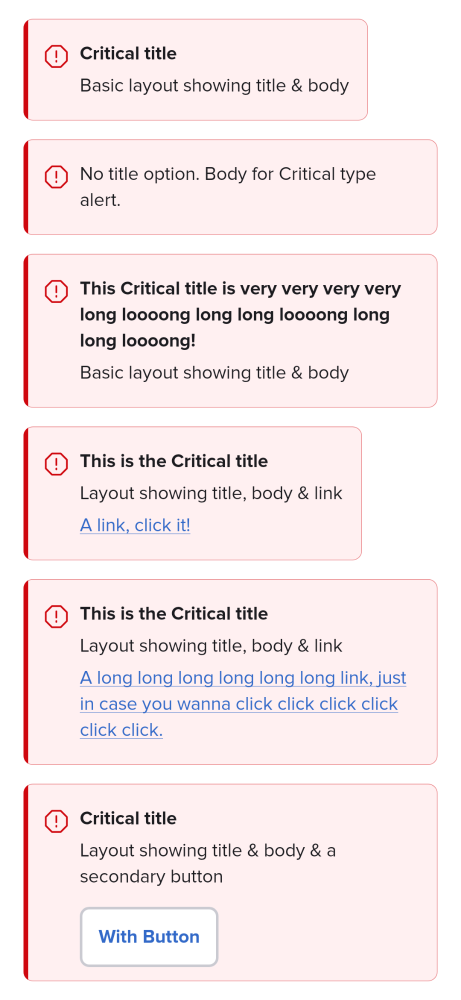 Critical title
Basic layout showing title & body
No title option. Body for Critical type
alert.
This Critical title is very very very very
long loooong long long loooong long
long loooong!
Basic layout showing title & body
This is the Critical title
Layout showing title, body & link
A link, click it!
This is the Critical title
Layout showing title, body & link
A long long long long long long link, just
in case you wanna click click click click
click click.
Critical title
Layout showing title & body & a
secondary button
With Button